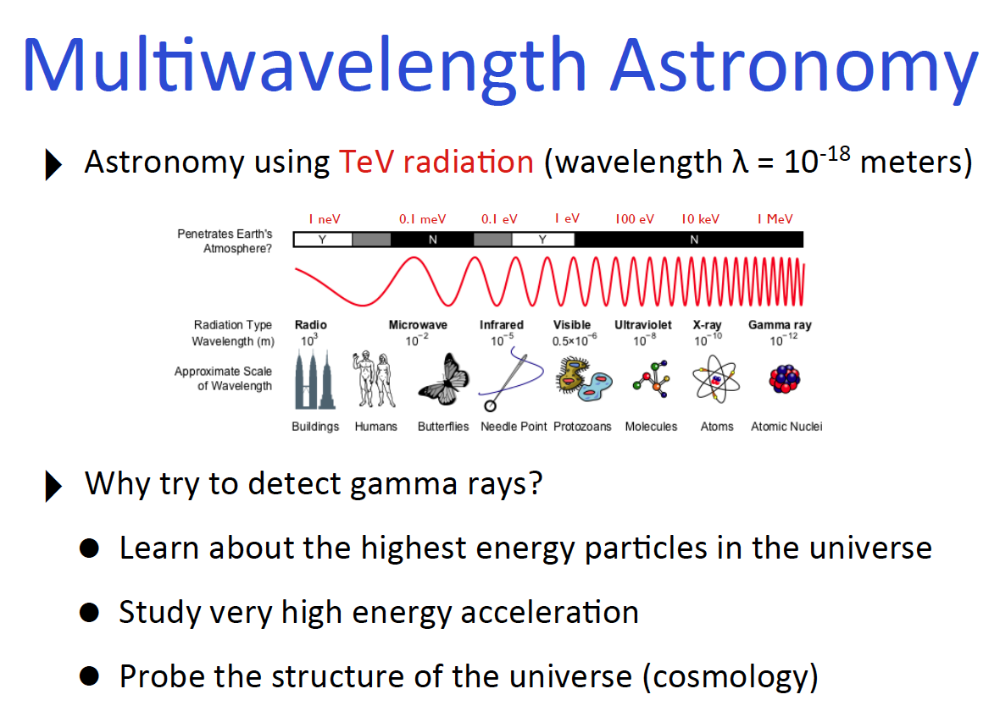 Multiwavelength Astronomy
Astronomy using TeV radiation (wavelength λ = 10⁻¹⁸ meters)
1 neV 0.1 meV 0.1 eV 1 eV 100 eV 10 keV 1 MeV
Penetrates Earth's
Atmosphere?
Y N Y N
Radiation Type Radio Microwave Infrared Visible Ultraviolet X-ray Gamma ray
Wavelength (m) 10³ 10⁻² 10⁻⁵ 0.5×10⁻⁶ 10⁻⁸ 10⁻¹⁰ 10⁻¹²
Approximate Scale
of Wavelength
Buildings Humans Butterflies Needle Point Protozoans Molecules Atoms Atomic Nuclei
Why try to detect gamma rays?
● Learn about the highest energy particles in the universe
● Study very high energy acceleration
● Probe the structure of the universe (cosmology)